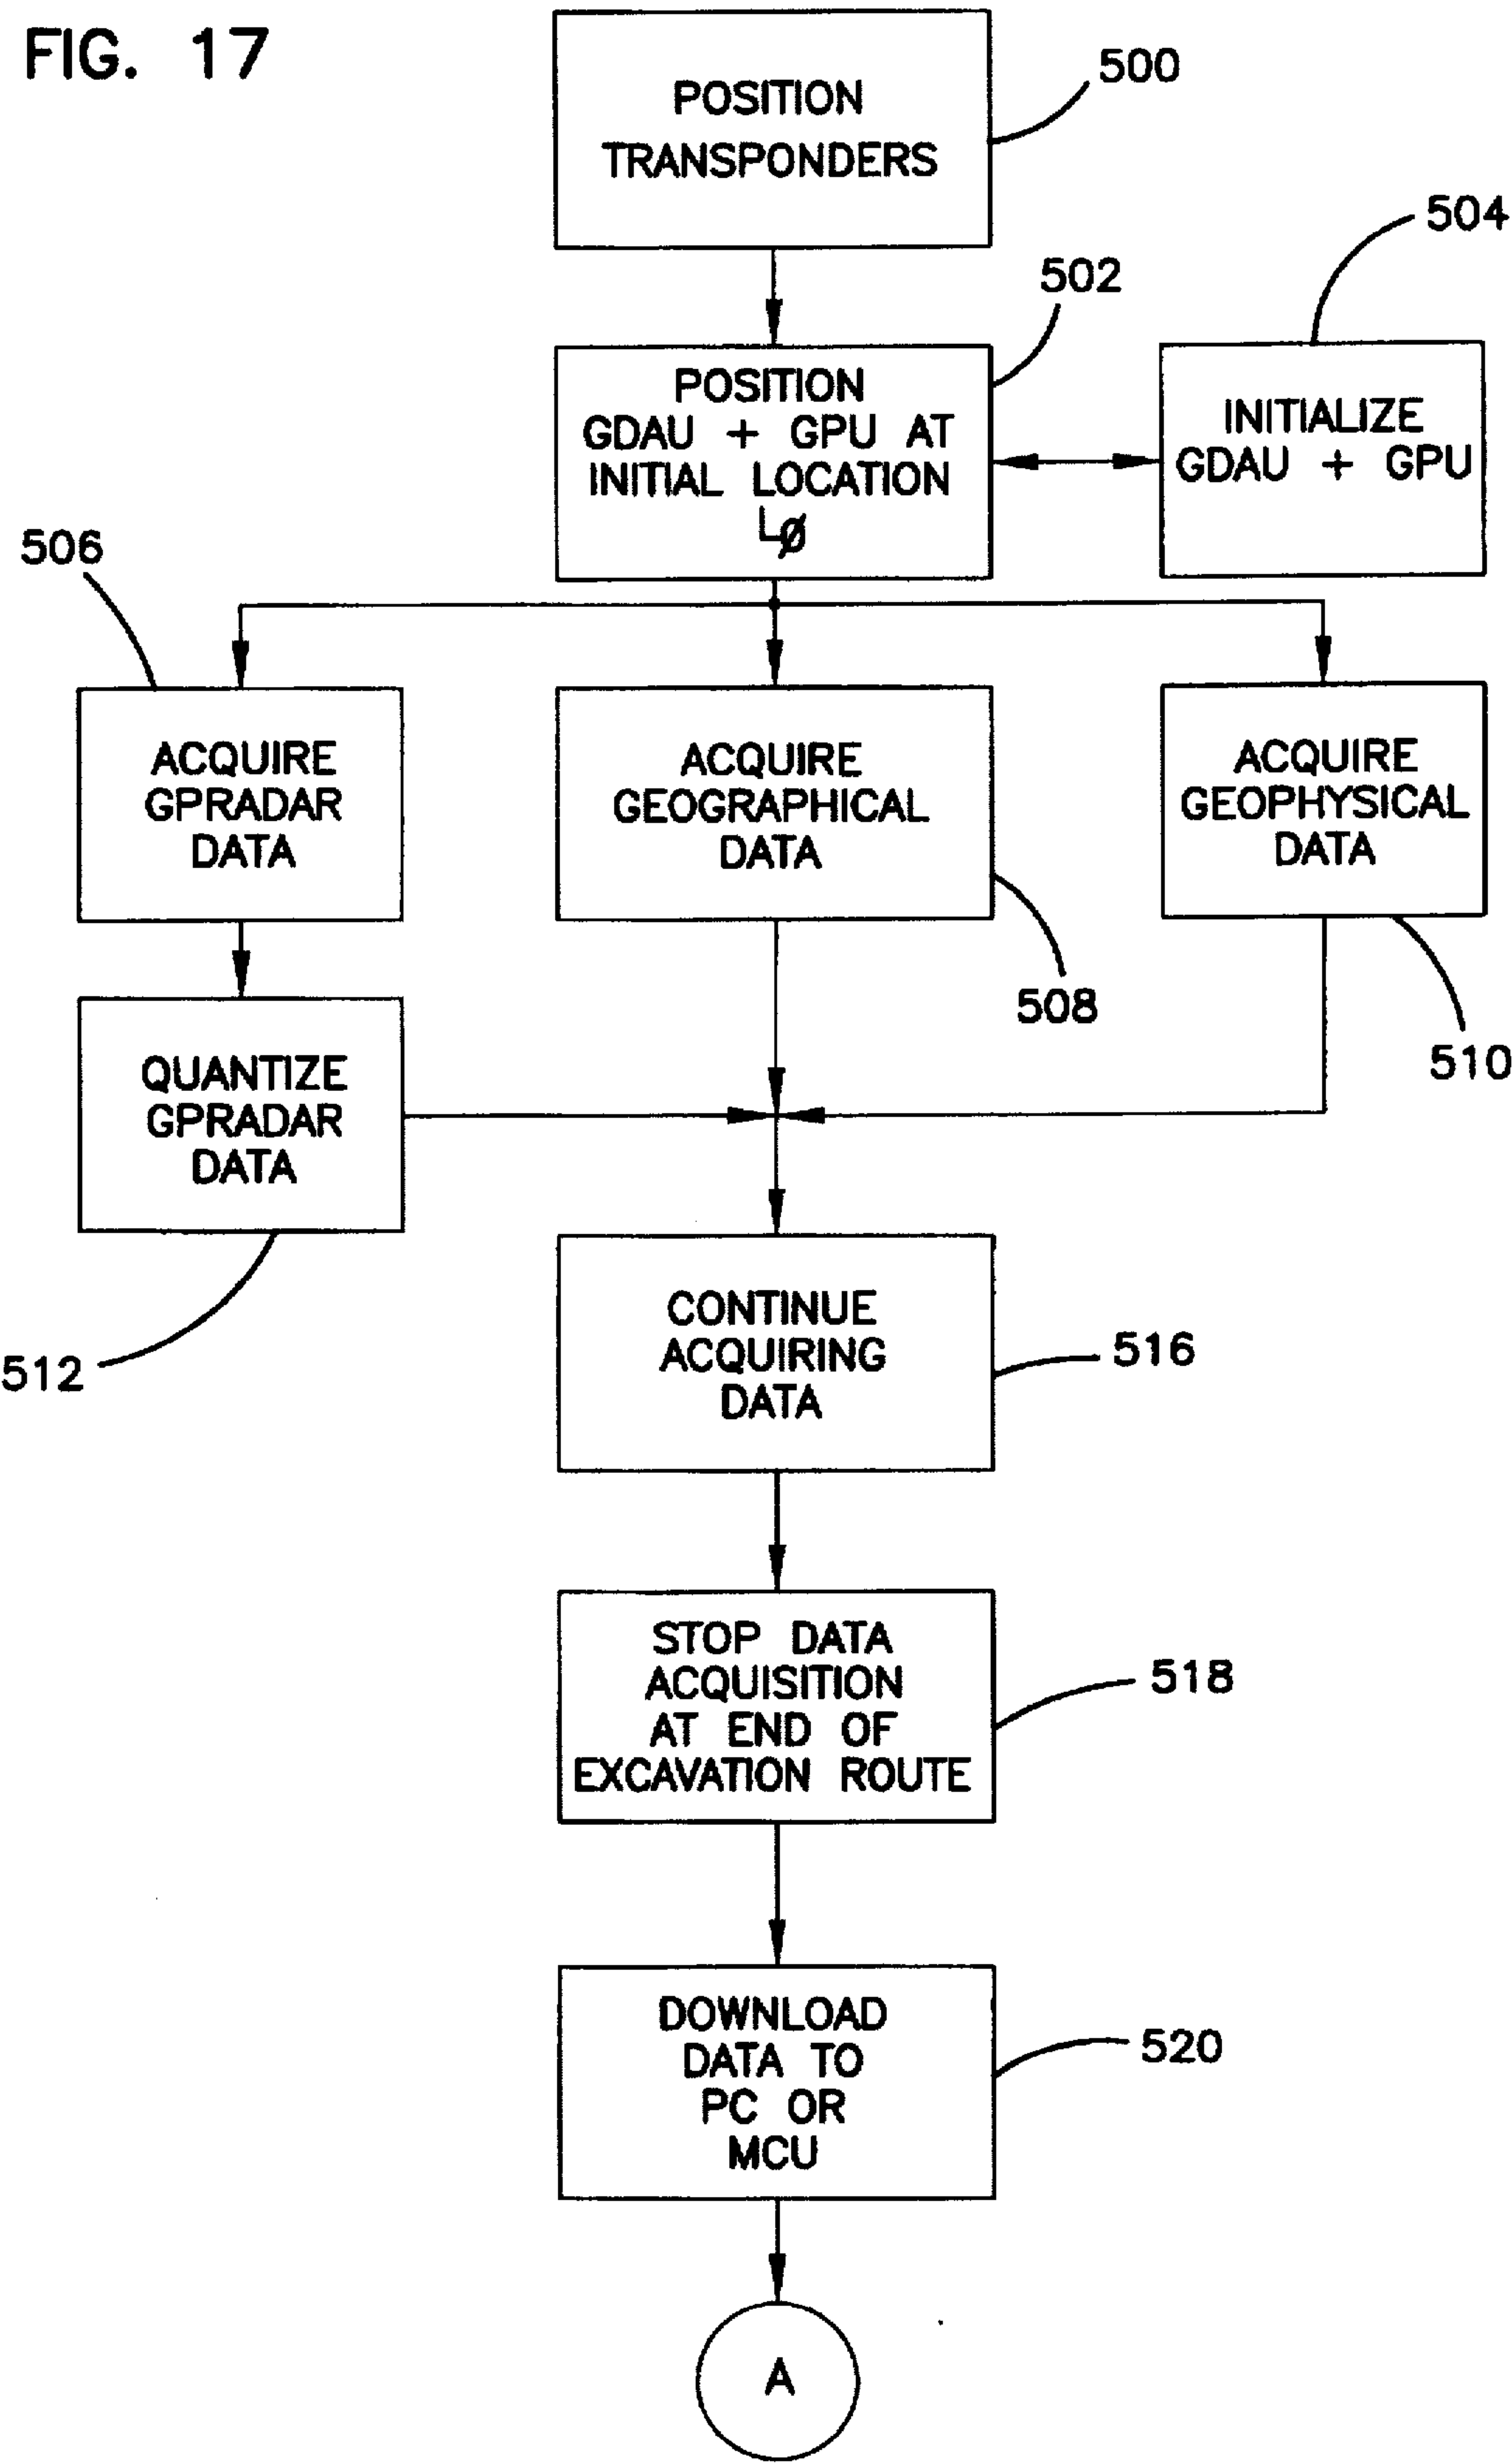 FIG. 17
POSITION
TRANSPONDERS
500
502
504
POSITION
GDAU + GPU AT
INITIAL LOCATION
LØ
INITIALIZE
GDAU + GPU
506
ACQUIRE
GPRADAR
DATA
ACQUIRE
GEOGRAPHICAL
DATA
ACQUIRE
GEOPHYSICAL
DATA
508
510
QUANTIZE
GPRADAR
DATA
512
CONTINUE
ACQUIRING
DATA
516
STOP DATA
ACQUISITION
AT END OF
EXCAVATION ROUTE
518
DOWNLOAD
DATA TO
PC OR
MCU
520
A